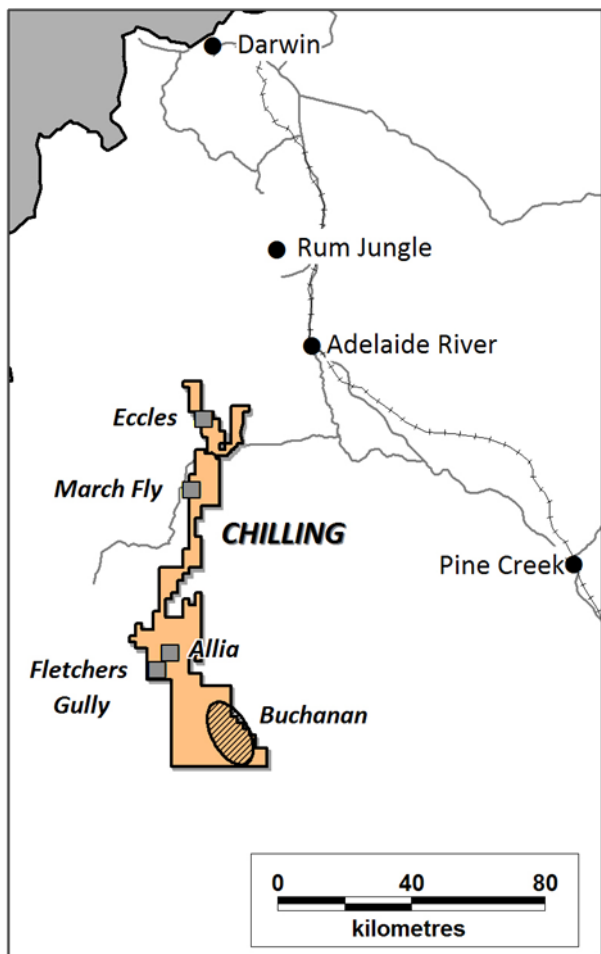 Darwin
Rum Jungle
Adelaide River
Eccles
March Fly
CHILLING
Pine Creek
Allia
Fletchers
Gully
Buchanan
0 40 80
kilometres